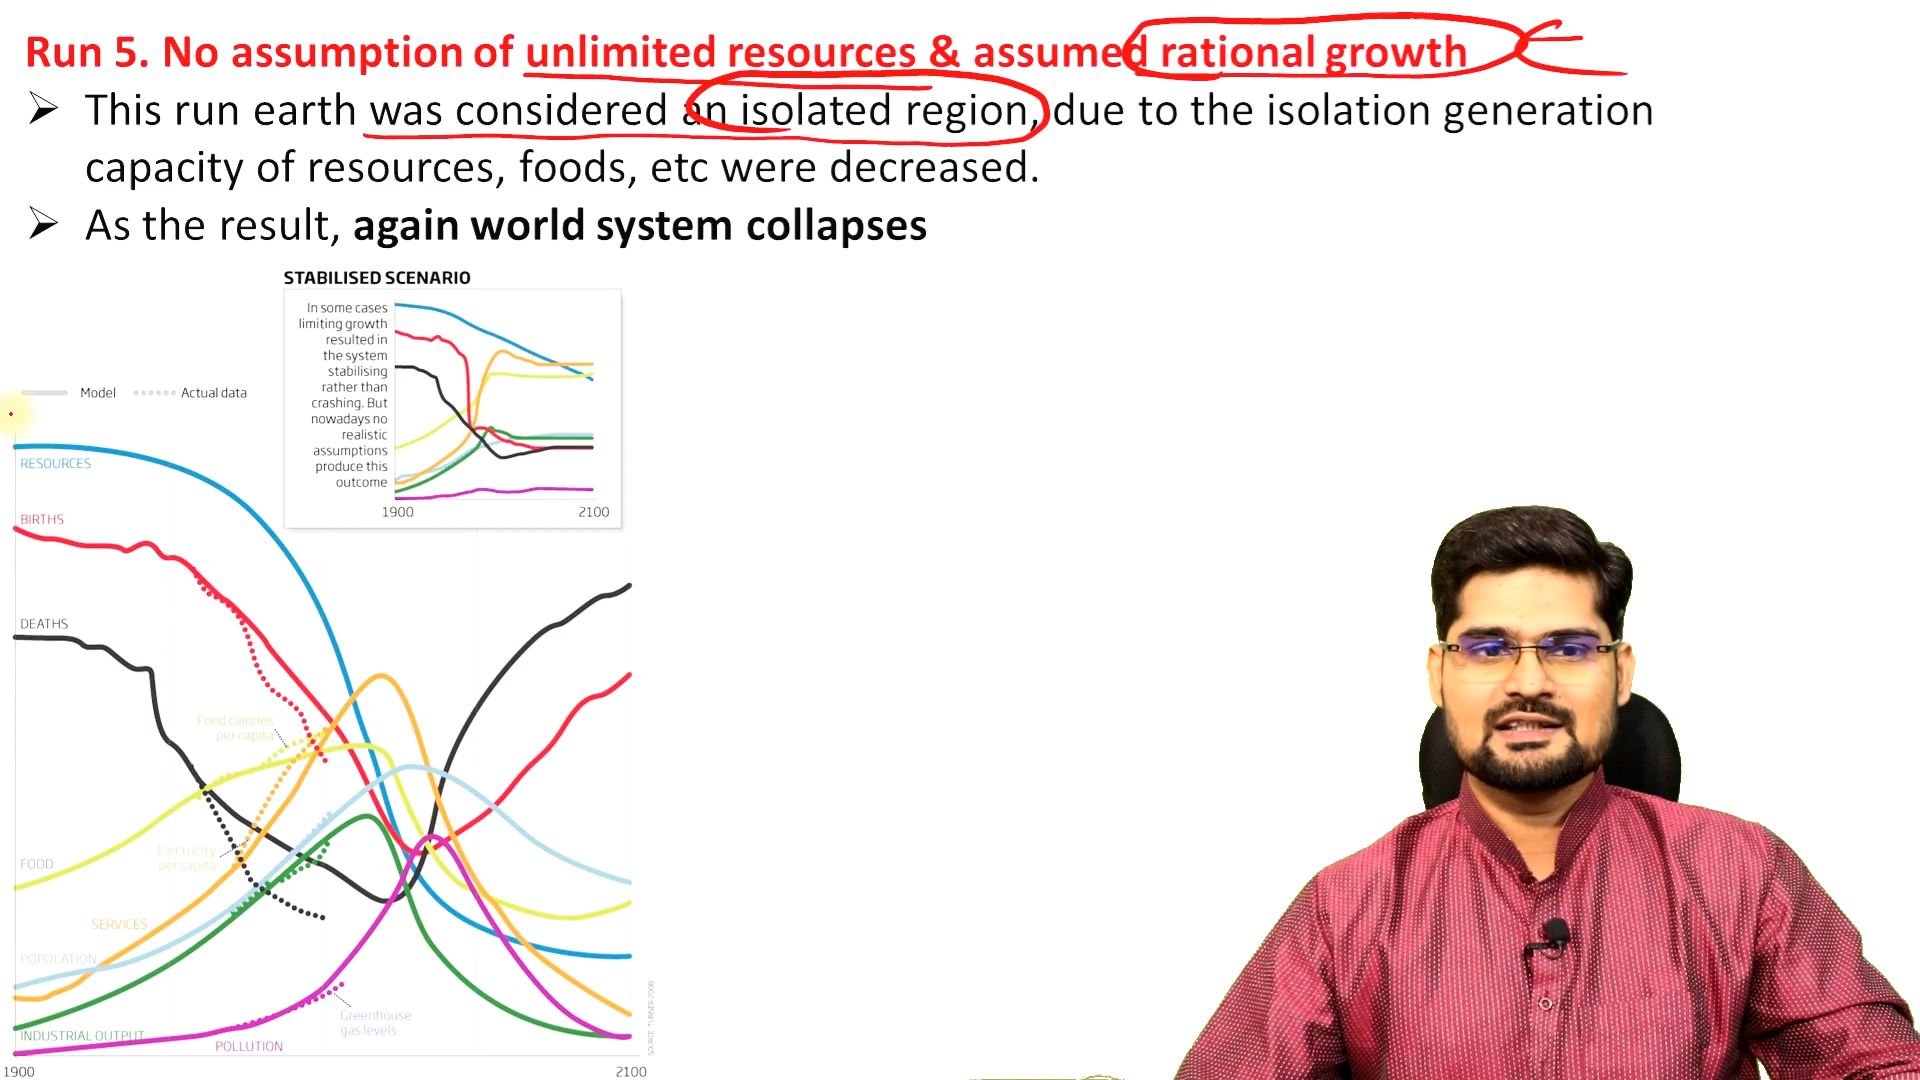 Run 5. No assumption of unlimited resources & assumed rational growth
➢ This run earth was considered an isolated region, due to the isolation generation
capacity of resources, foods, etc were decreased.
➢ As the result, again world system collapses
STABILISED SCENARIO
In some cases
limiting growth
resulted in
the system
stabilising
rather than
crashing. But
nowadays no
realistic
assumptions
produce this
outcome
1900 2100
Model Actual data
RESOURCES
BIRTHS
DEATHS
Food calories
per capita
Electricity
per capita
FOOD
SERVICES
POPULATION
Greenhouse
gas levels
INDUSTRIAL OUTPUT
POLLUTION
SOURCE: TURNER 2008
1900 2100